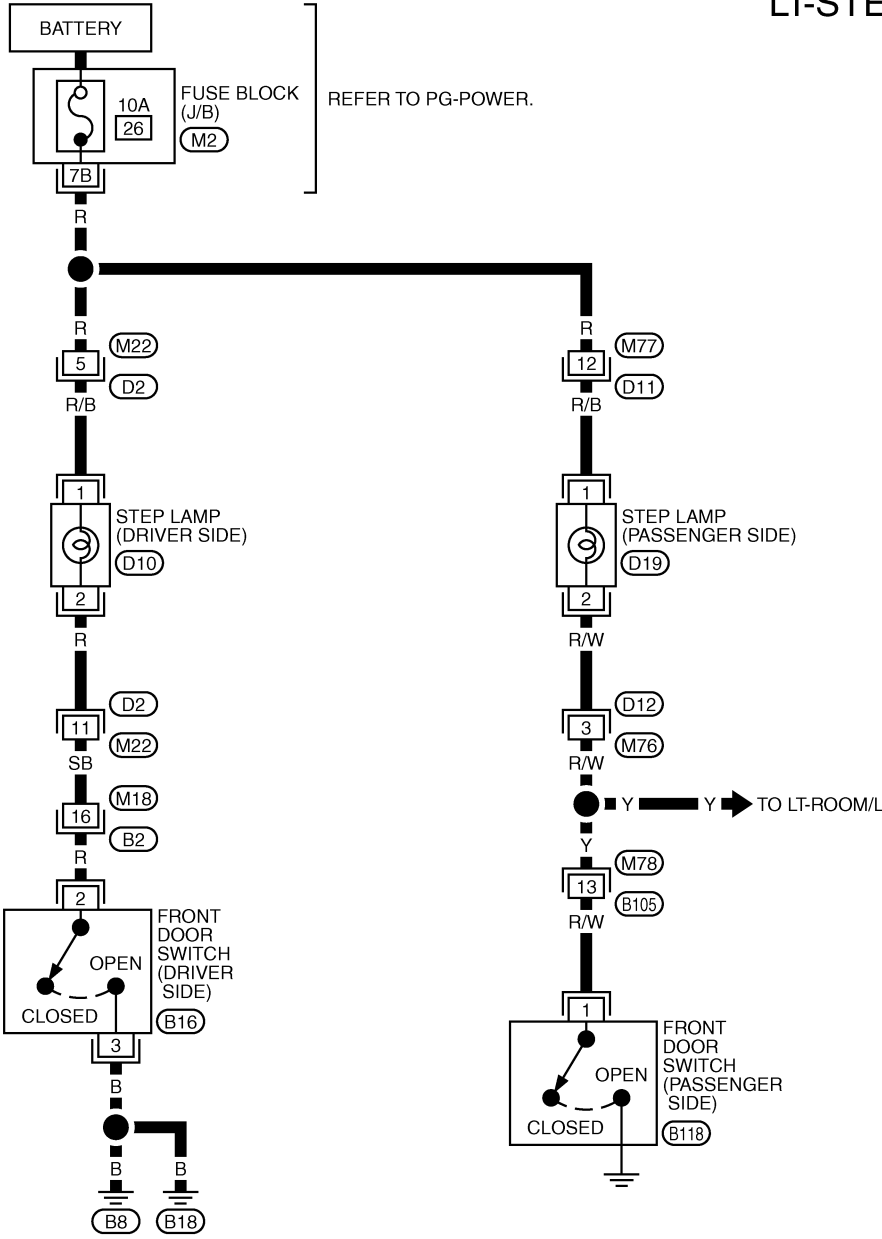 BATTERY
10A
26
FUSE BLOCK
(J/B)
M2
REFER TO PG-POWER.
7B
R
R
M22
5
D2
R/B
R
M77
12
D11
R/B
1
STEP LAMP
(DRIVER SIDE)
D10
2
R
1
STEP LAMP
(PASSENGER SIDE)
D19
2
R/W
D2
11
M22
SB
M18
16
B2
R
D12
3
M76
R/W
Y
Y
TO LT-ROOM/L
Y
M78
13
B105
R/W
2
FRONT
DOOR
SWITCH
(DRIVER
SIDE)
OPEN
CLOSED
B16
3
B
B
B
B8
B18
1
FRONT
DOOR
SWITCH
(PASSENGER
SIDE)
OPEN
CLOSED
B118